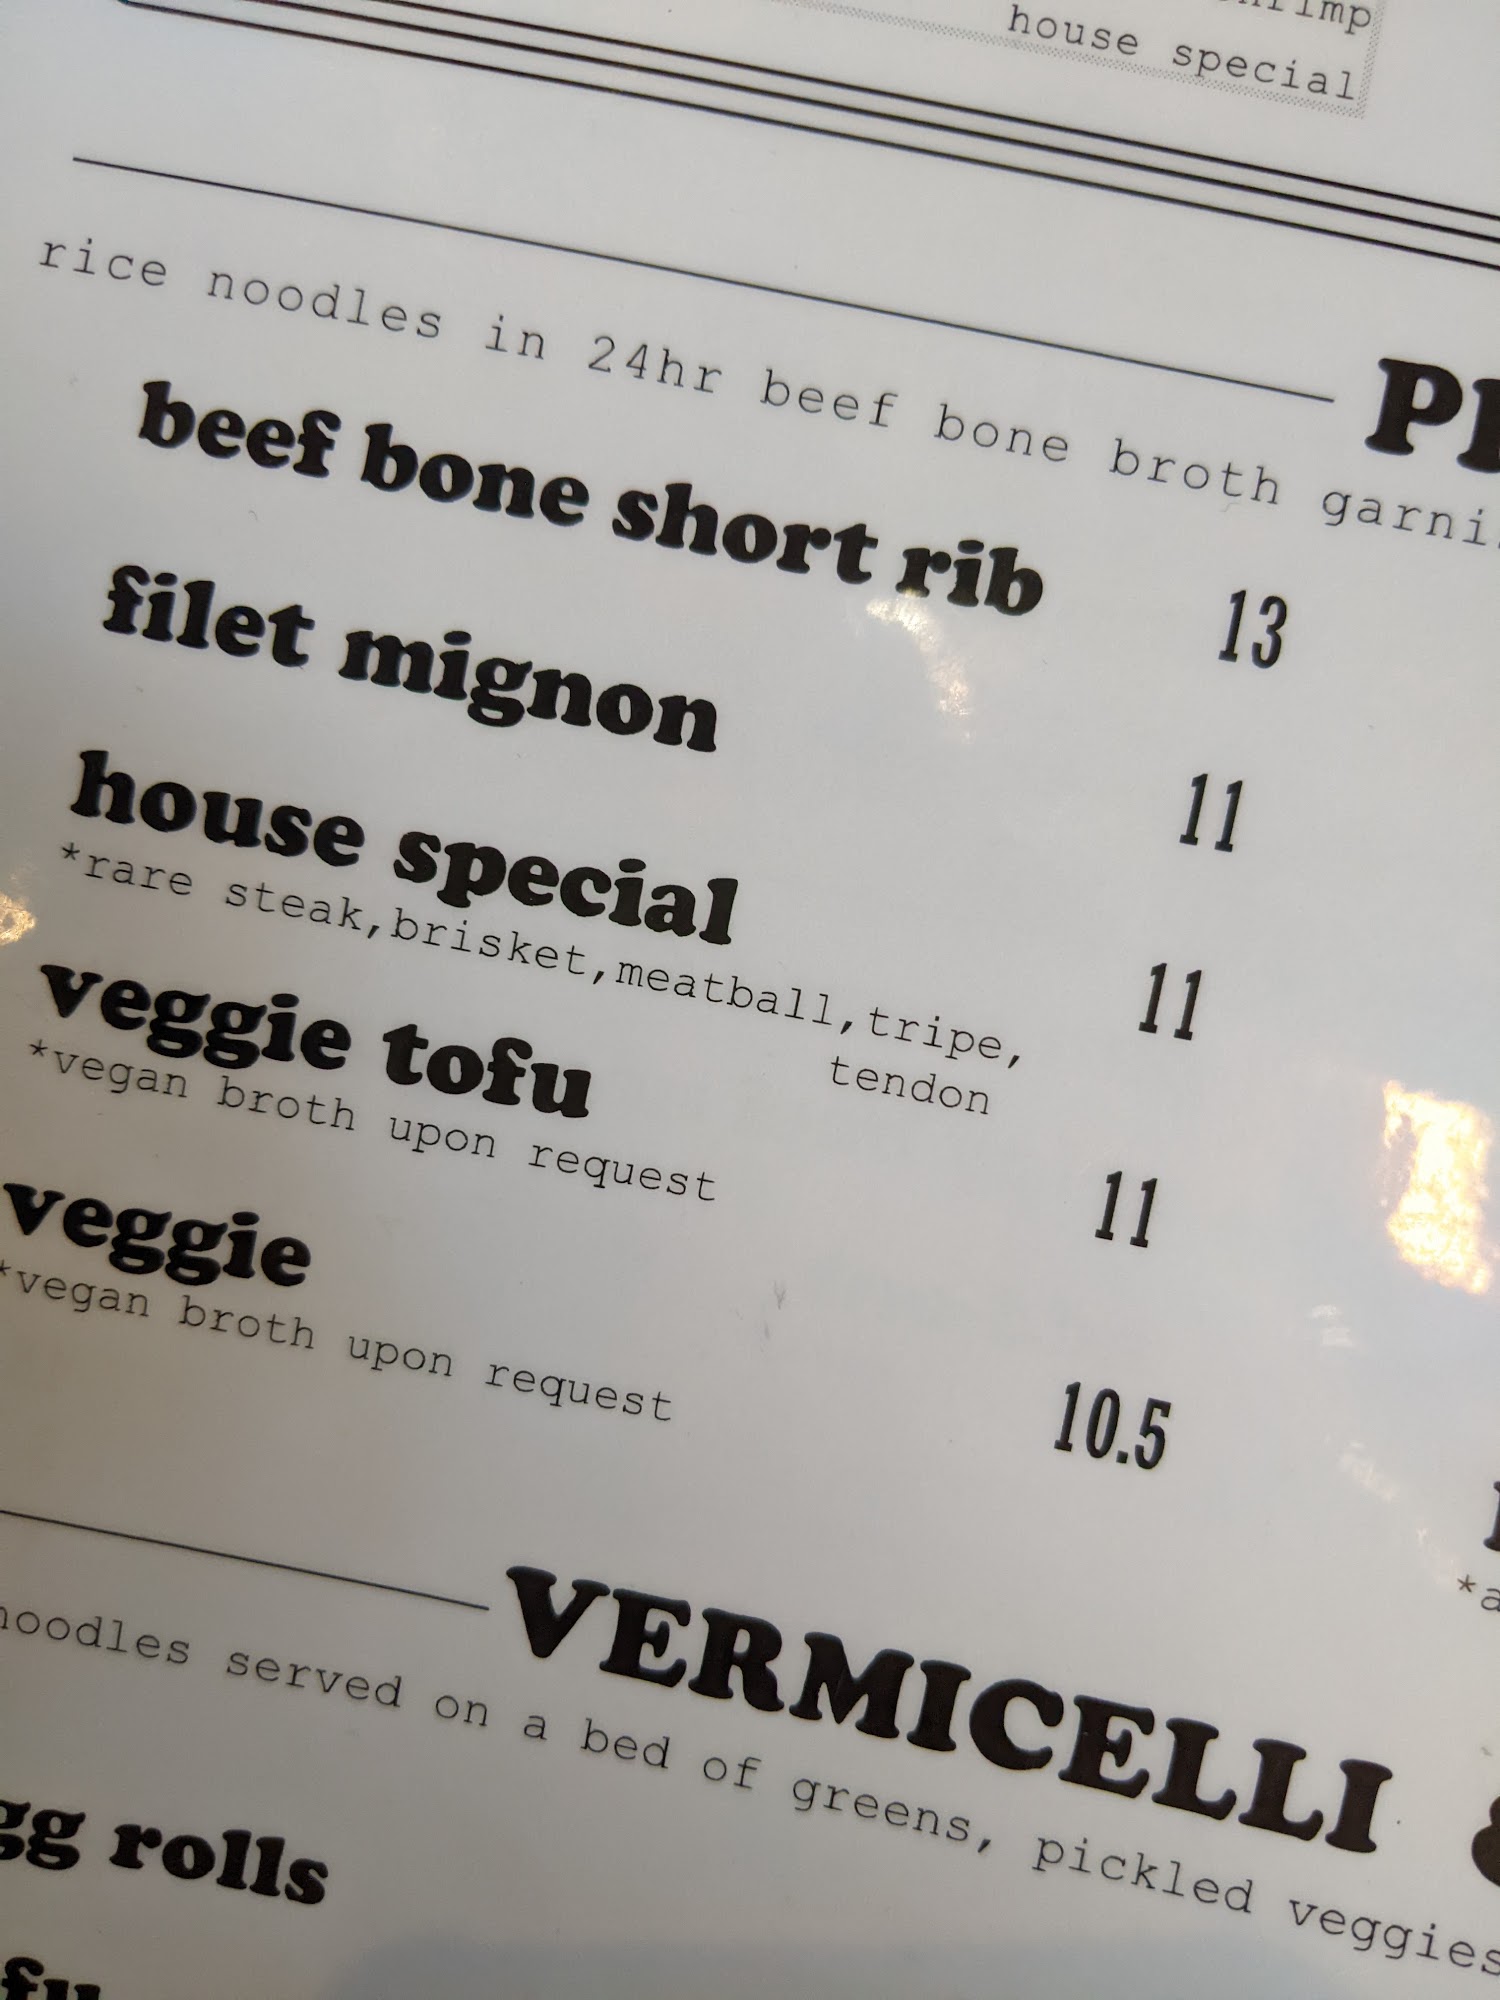 house special
rice noodles in 24hr beef bone broth
beef bone short rib 13
filet mignon 11
house special 11
*rare steak,brisket,meatball,tripe,
tendon
veggie tofu 11
*vegan broth upon request
veggie 10.5
*vegan broth upon request
VERMICELLI
noodles served on a bed of greens, pickled veggies
rolls